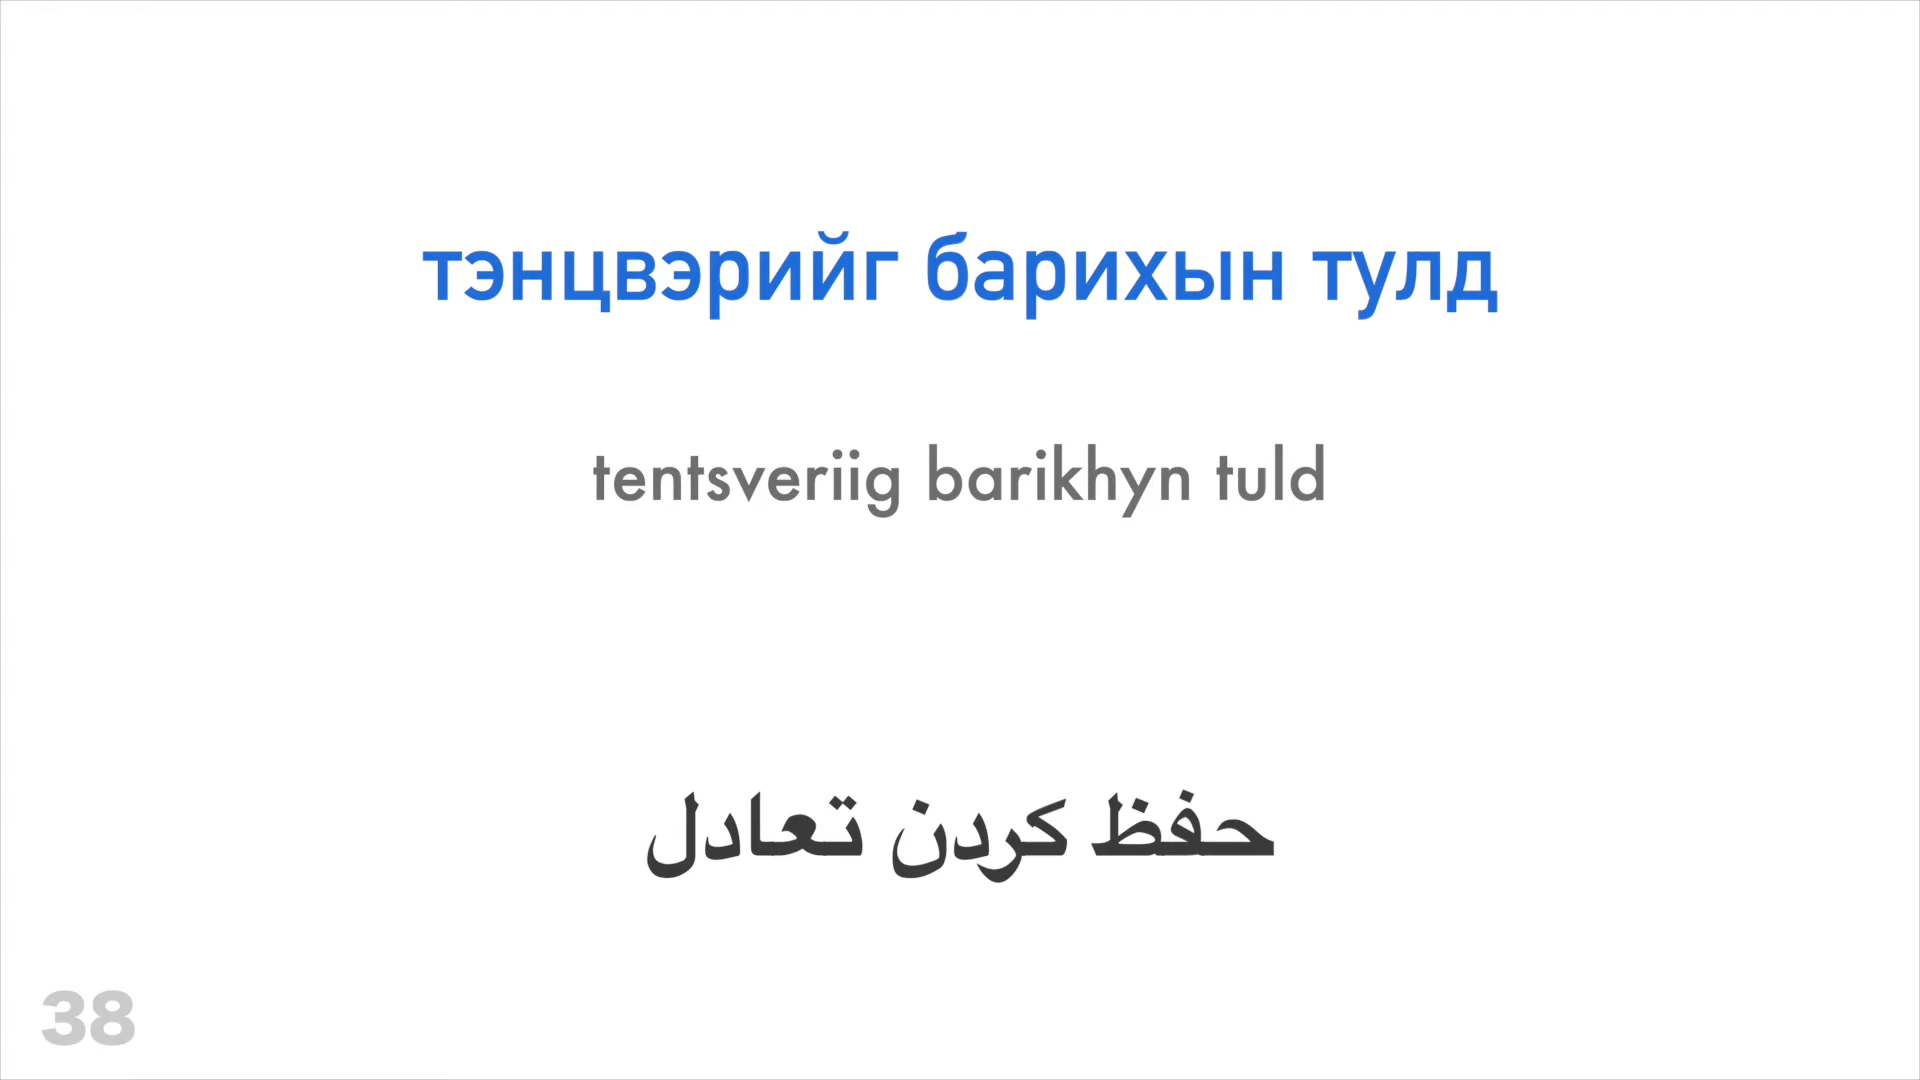 тэнцвэрийг барихын тулд
tentsveriig barikhyn tuld
حفظ کردن تعادل
38